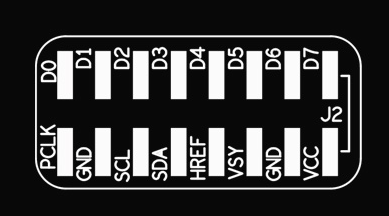 D0 D1 D2 D3 D4 D5 D6 D7
J2
PCLK GND SCL SDA HREF VSY GND VCC